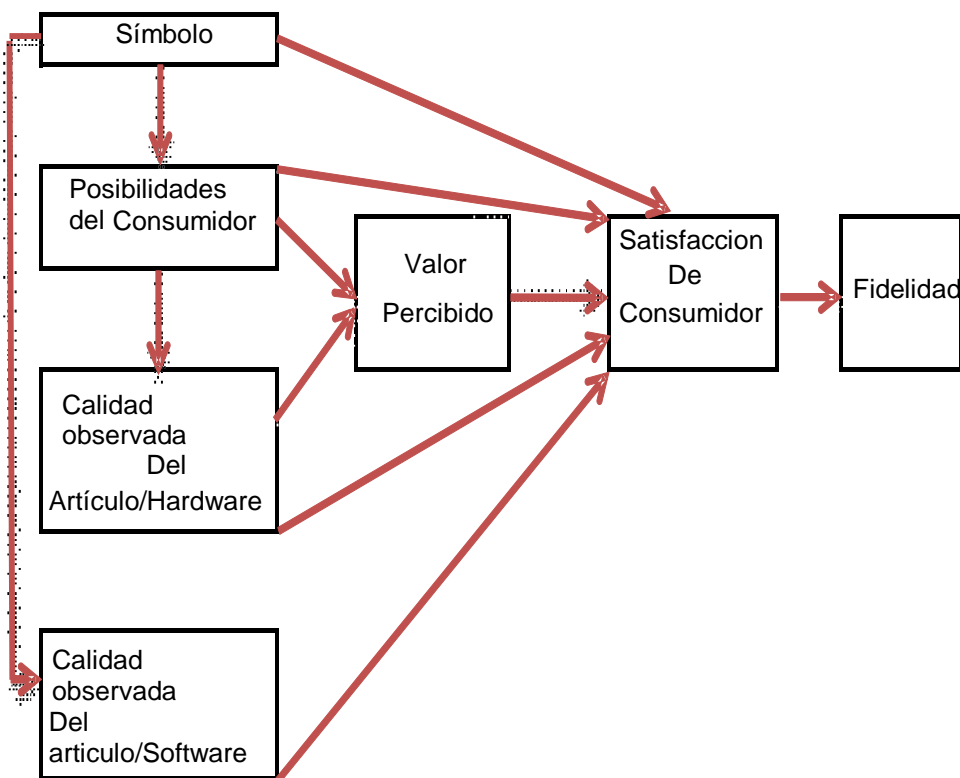 Símbolo
Posibilidades
del Consumidor
Valor
Percibido
Satisfaccion
De
Consumidor
Fidelidad
Calidad
observada
Del
Artículo/Hardware
Calidad
observada
Del
articulo/Software